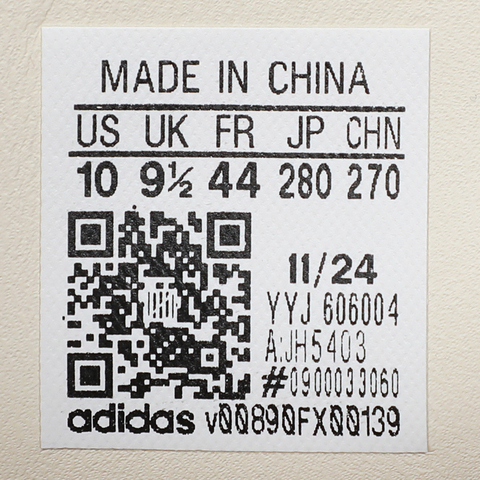 MADE IN CHINA
US UK FR JP CHN
10 9½ 44 280 270
11/24
YYJ 606004
A:JH5403
#0900033060
adidas v00890FX00139